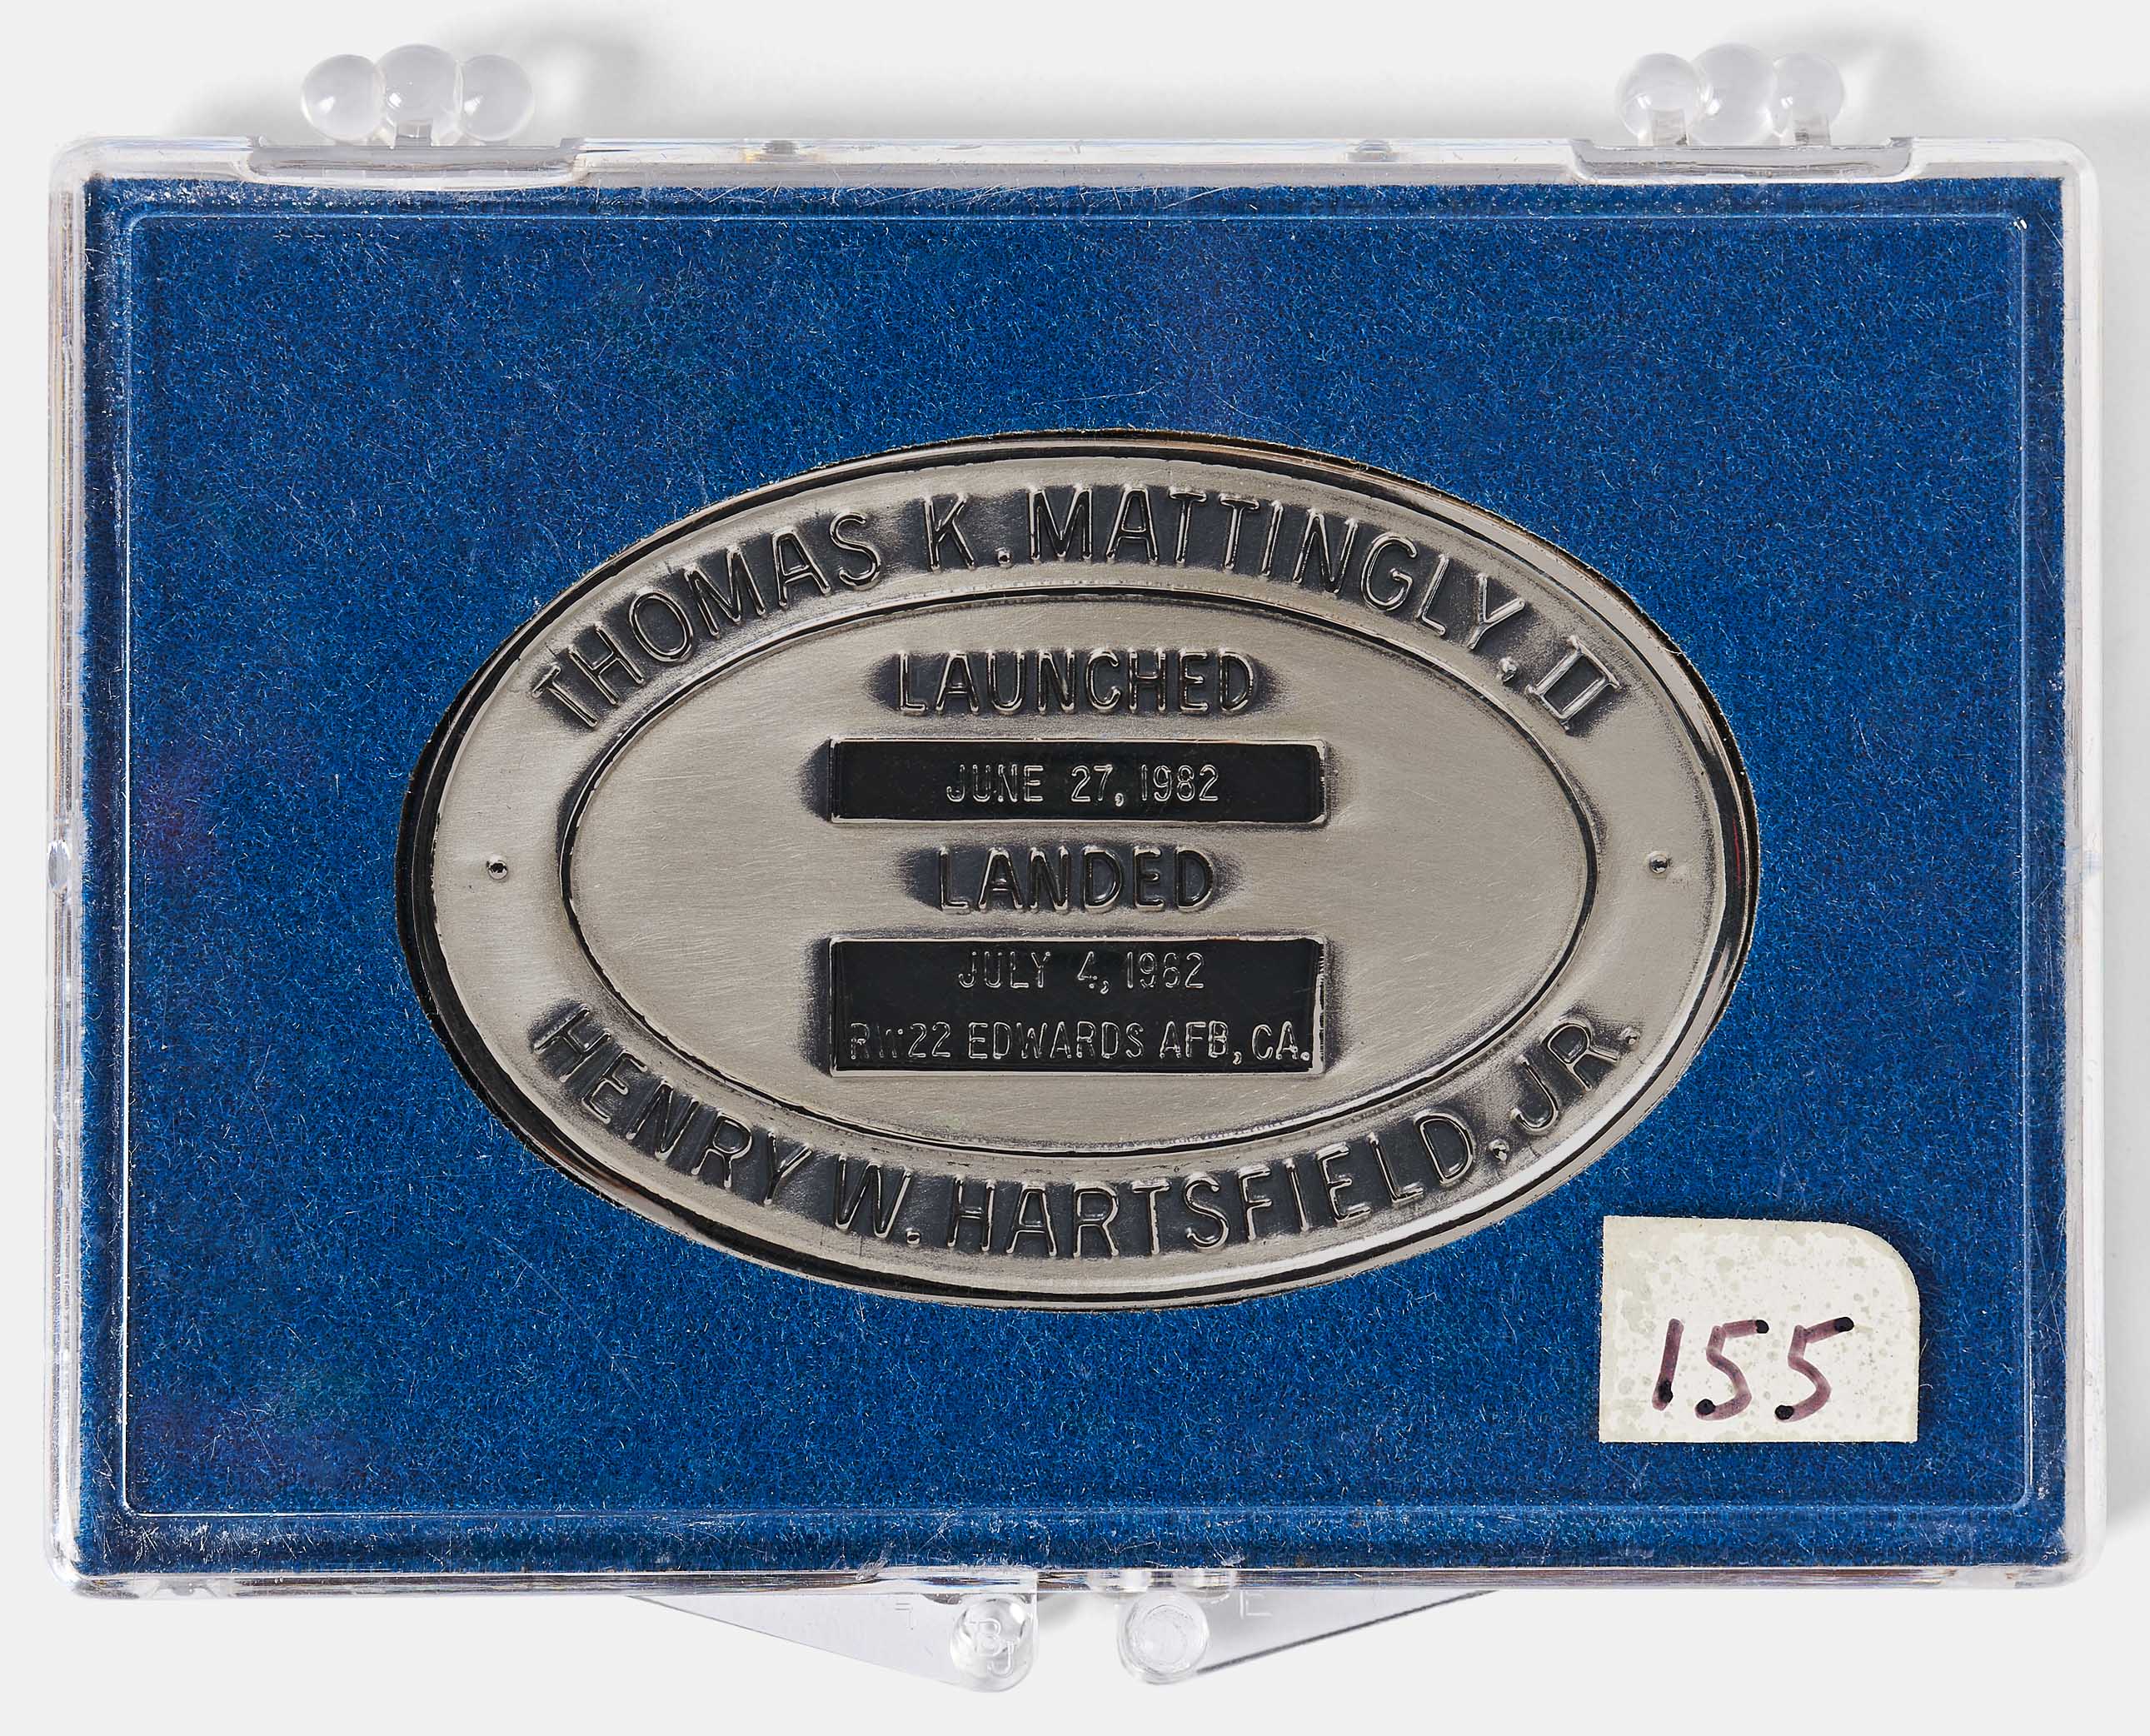 THOMAS K. MATTINGLY, II
LAUNCHED
JUNE 27, 1982
LANDED
JULY 4, 1982
RW22 EDWARDS AFB, CA.
HENRY W. HARTSFIELD, JR.
155